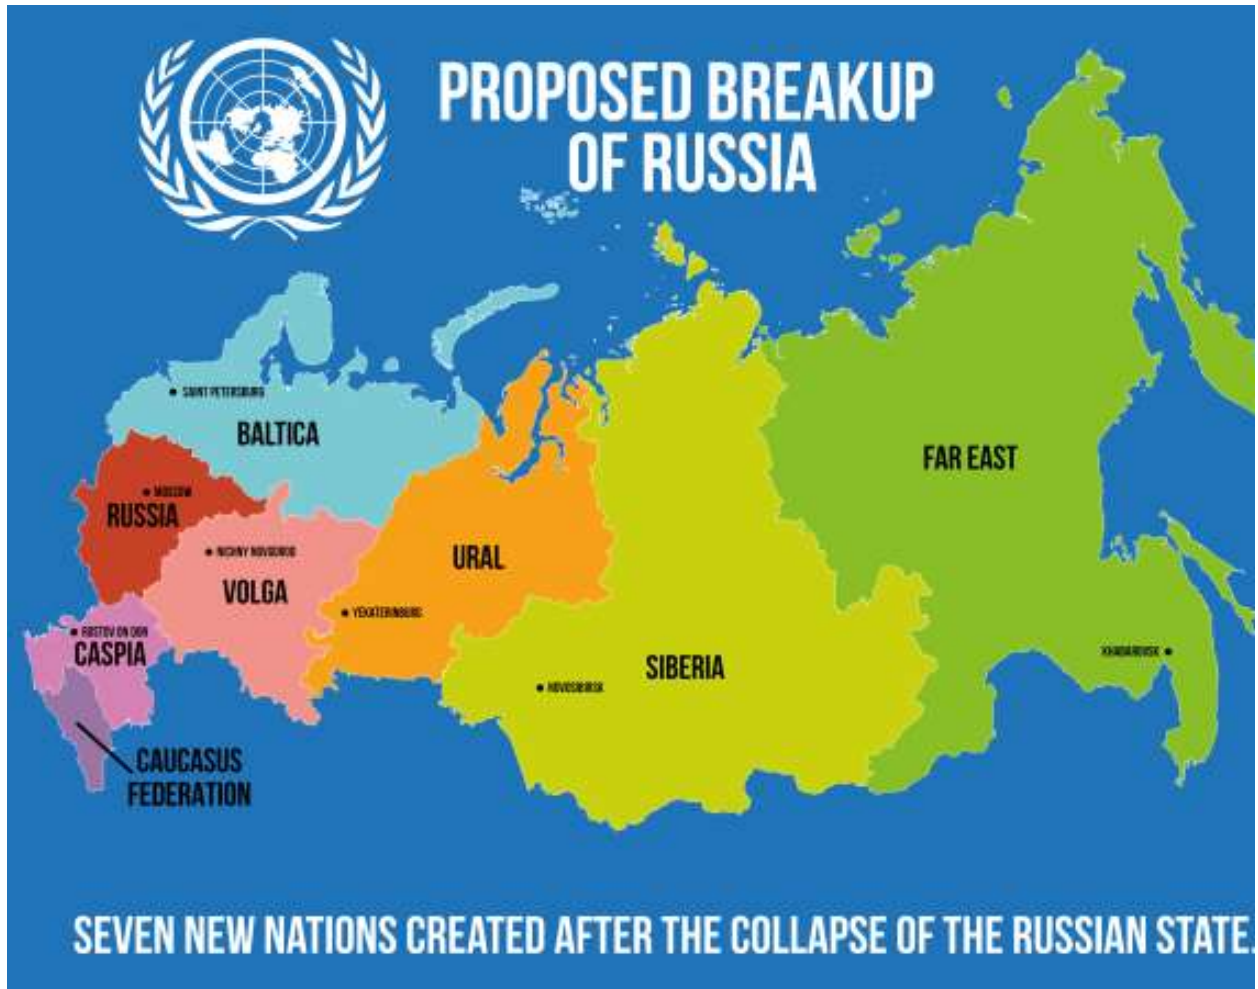 PROPOSED BREAKUP
OF RUSSIA
SAINT PETERSBURG
BALTICA
MOSCOW
RUSSIA
NICHNY NOVGOROD
VOLGA
URAL
YEKATERINBURG
FAR EAST
ROSTOV ON DON
CASPIA
SIBERIA
NOVOSIBIRSK
KHABAROVSK
CAUCASUS
FEDERATION
SEVEN NEW NATIONS CREATED AFTER THE COLLAPSE OF THE RUSSIAN STATE.